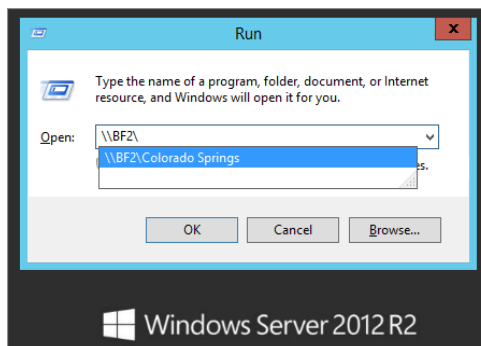 Run
x
Type the name of a program, folder, document, or Internet
resource, and Windows will open it for you.
Open:
\\BF2\
\\BF2\Colorado Springs
es.
OK
Cancel
Browse...
Windows Server 2012 R2